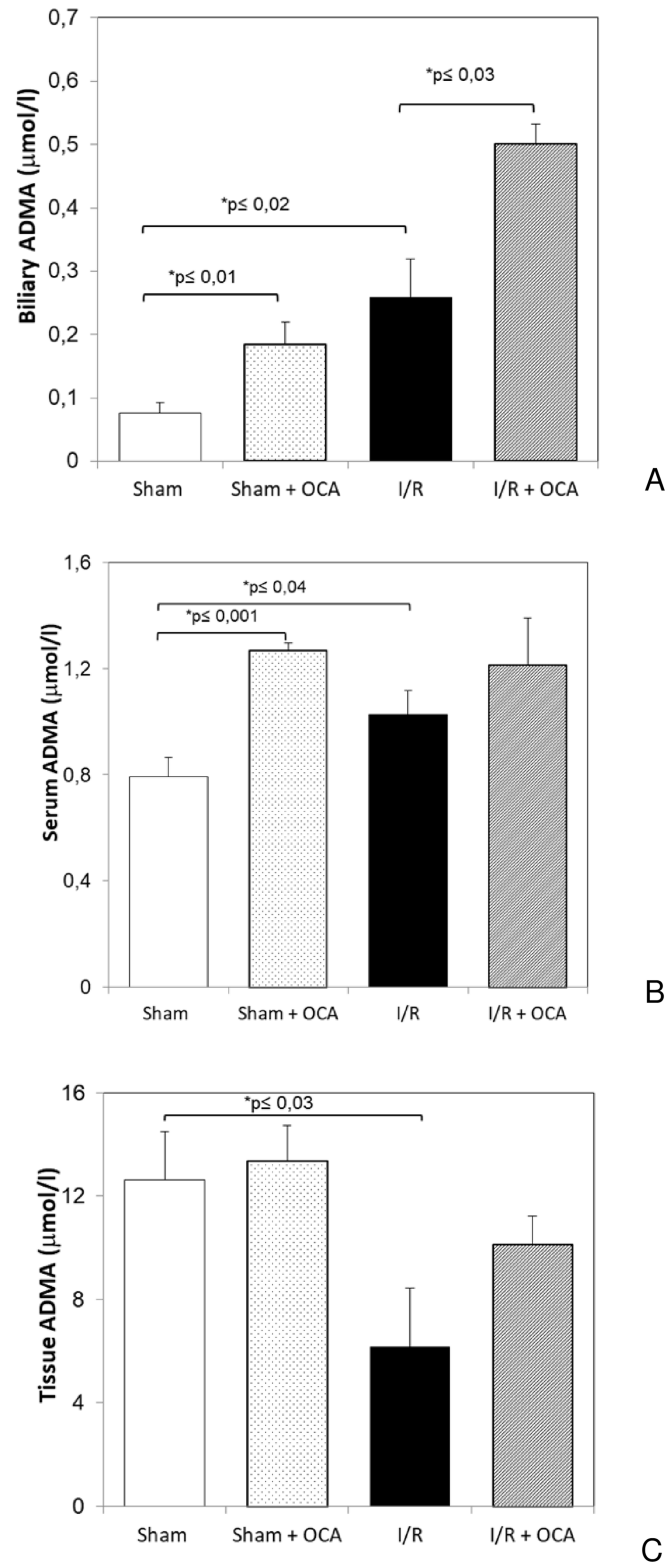 0,7
0,6
0,5
0,4
0,3
0,2
0,1
0
Biliary ADMA (μmol/l)
*p≤ 0,03
*p≤ 0,02
*p≤ 0,01
Sham Sham + OCA I/R I/R + OCA
A
1,6
1,2
0,8
0,4
0
Serum ADMA (μmol/l)
*p≤ 0,04
*p≤ 0,001
Sham Sham + OCA I/R I/R + OCA
B
16
12
8
4
0
Tissue ADMA (μmol/l)
*p≤ 0,03
Sham Sham + OCA I/R I/R + OCA
C